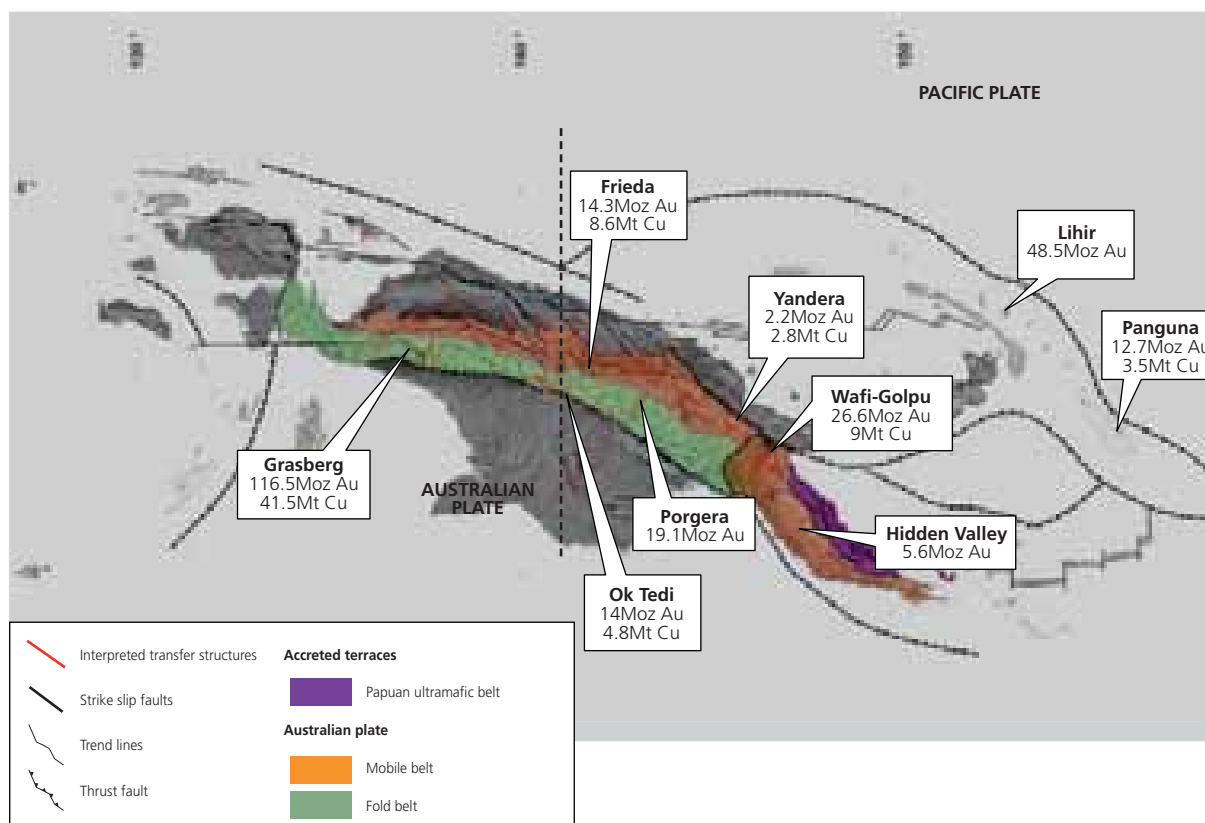 PACIFIC PLATE
Frieda
14.3Moz Au
8.6Mt Cu
Lihir
48.5Moz Au
Yandera
2.2Moz Au
2.8Mt Cu
Panguna
12.7Moz Au
3.5Mt Cu
Wafi-Golpu
26.6Moz Au
9Mt Cu
Grasberg
116.5Moz Au
41.5Mt Cu
AUSTRALIAN
PLATE
Porgera
19.1Moz Au
Hidden Valley
5.6Moz Au
Ok Tedi
14Moz Au
4.8Mt Cu
Interpreted transfer structures
Strike slip faults
Trend lines
Thrust fault
Accreted terraces
Papuan ultramafic belt
Australian plate
Mobile belt
Fold belt